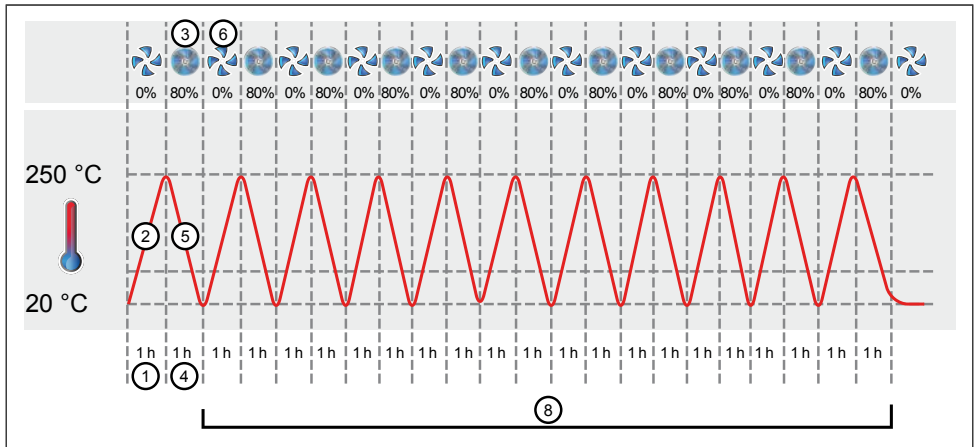 3 6
0% 80% 0% 80% 0% 80% 0% 80% 0% 80% 0% 80% 0% 80% 0% 80% 0% 80% 0% 80% 0% 80% 0%
250 °C
2 5
20 °C
1 h 1 h 1 h 1 h 1 h 1 h 1 h 1 h 1 h 1 h 1 h 1 h 1 h 1 h 1 h 1 h 1 h 1 h 1 h 1 h 1 h 1 h
1 4
8